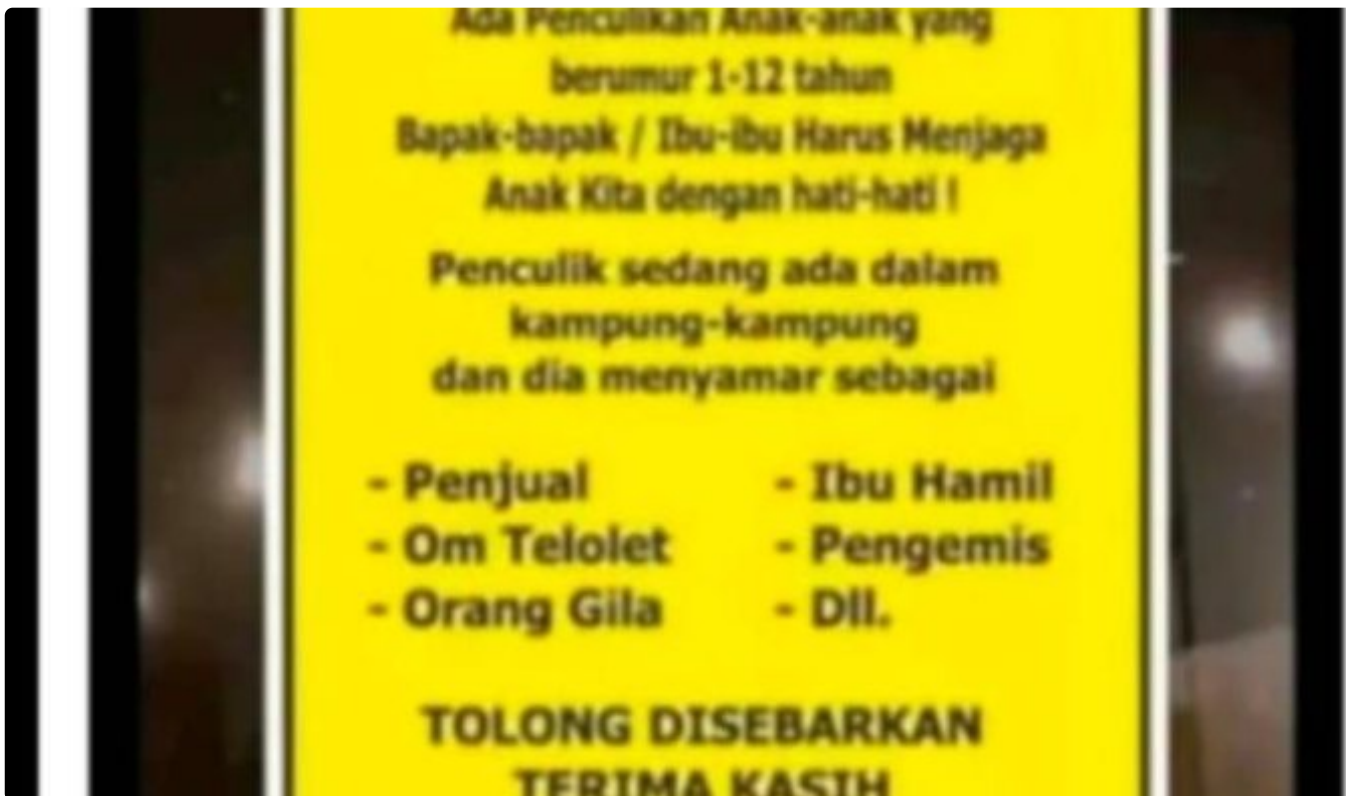 Ada Penculikan Anak-anak yang
berumur 1-12 tahun
Bapak-bapak / Ibu-ibu Harus Menjaga
Anak Kita dengan hati-hati !
Penculik sedang ada dalam
kampung-kampung
dan dia menyamar sebagai
- Penjual - Ibu Hamil
- Om Telolet - Pengemis
- Orang Gila - Dll.
TOLONG DISEBARKAN
TERIMA KASIH